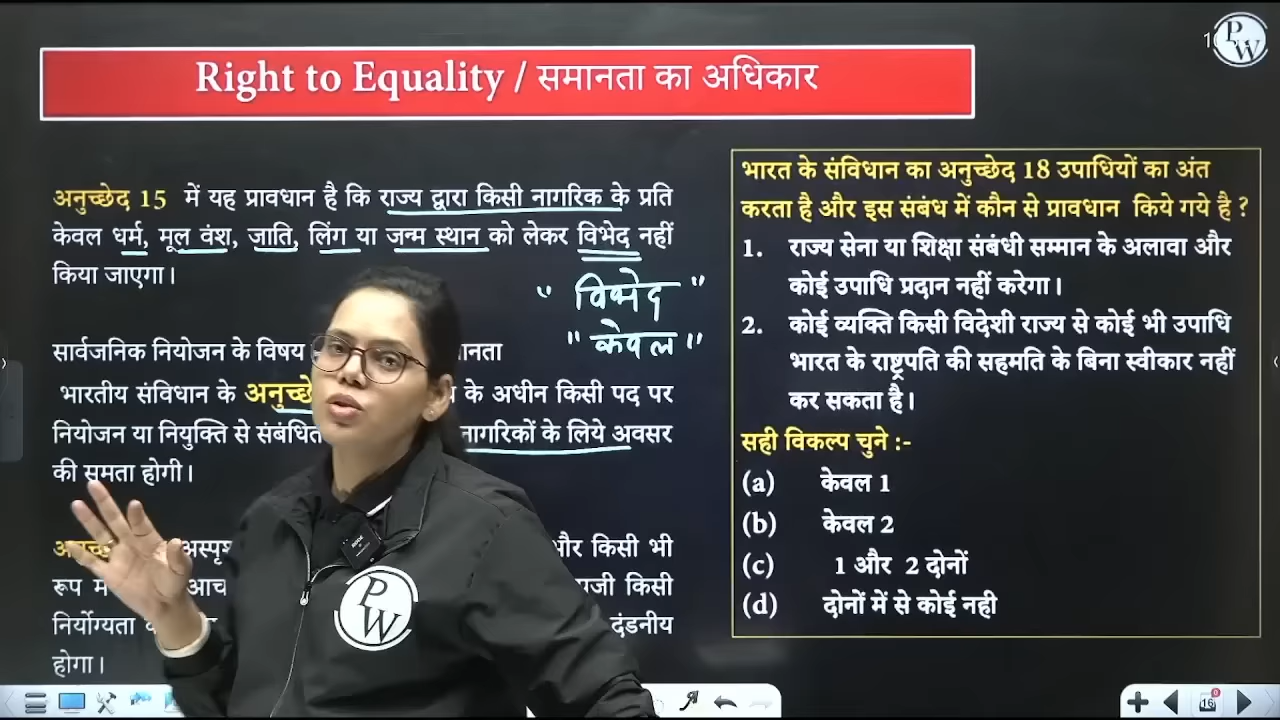 Right to Equality / समानता का अधिकार
PW
अनुच्छेद 15 में यह प्रावधान है कि राज्य द्वारा किसी नागरिक के प्रति
केवल धर्म, मूल वंश, जाति, लिंग या जन्म स्थान को लेकर विभेद नहीं
किया जाएगा।
" विभेद "
" केवल "
सार्वजनिक नियोजन के विषय
भारतीय संविधान के के अधीन किसी पद पर
नियोजन या नियुक्ति से संबंधित नागरिकों के लिये अवसर
की समता होगी।
और किसी भी
रूप किसी
निर्योग्यता दंडनीय
होगा।
PW
भारत के संविधान का अनुच्छेद 18 उपाधियों का अंत
करता है और इस संबंध में कौन से प्रावधान किये गये है ?
1. राज्य सेना या शिक्षा संबंधी सम्मान के अलावा और
कोई उपाधि प्रदान नहीं करेगा।
2. कोई व्यक्ति किसी विदेशी राज्य से कोई भी उपाधि
भारत के राष्ट्रपति की सहमति के बिना स्वीकार नहीं
कर सकता है।
सही विकल्प चुने :-
(a) केवल 1
(b) केवल 2
(c) 1 और 2 दोनों
(d) दोनों में से कोई नही
16